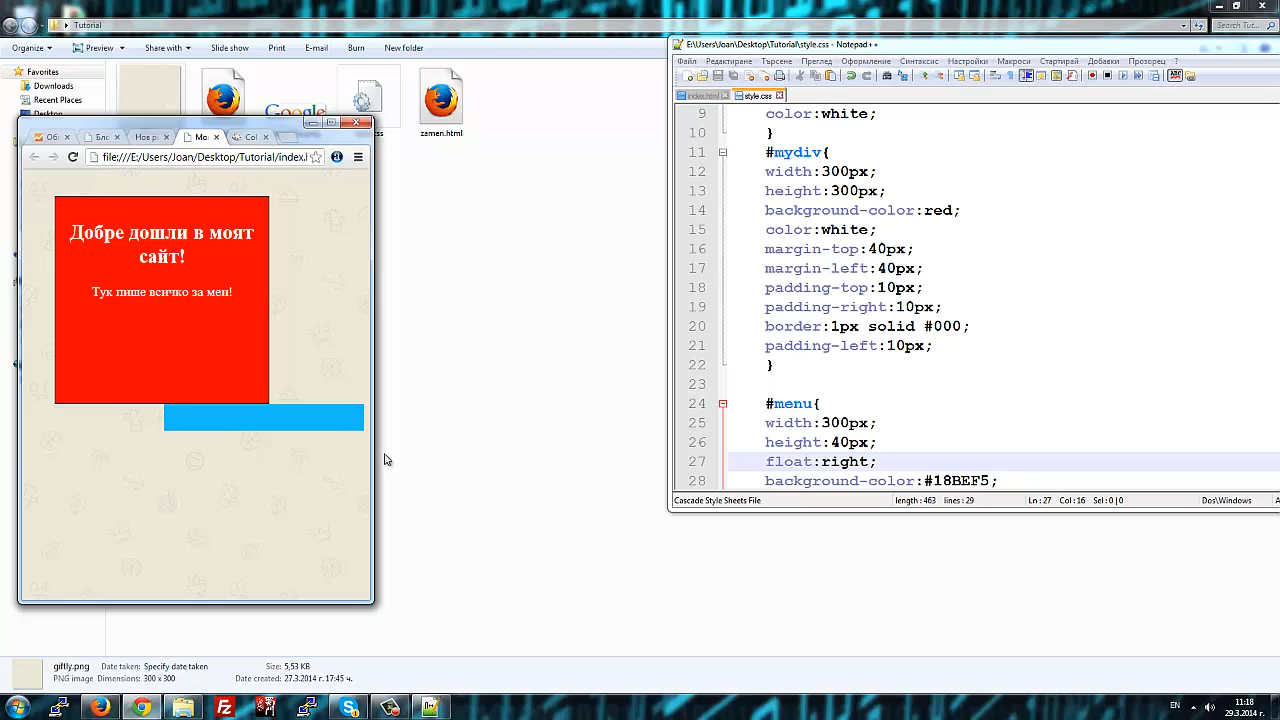 Tutorial
Search Tut...
Organize
Preview
Share with
Slide show
Print
E-mail
Burn
New folder
Favorites
Downloads
Recent Places
Desktop
Google
zamen.html
Нов р
Мо
Col
file:///E:/Users/Joan/Desktop/Tutorial/index.l
Добре дошли в моят
сайт!
Тук пише всичко за мен!
E:\Users\Joan\Desktop\Tutorial\style.css - Notepad++
Файл Редактиране Търсене Преглед Оформление Синтаксис Настройки Макроси Стартирай Добавки Прозорец ?
index.html style.css
9 color:white;
10 }
11 #mydiv{
12 width:300px;
13 height:300px;
14 background-color:red;
15 color:white;
16 margin-top:40px;
17 margin-left:40px;
18 padding-top:10px;
19 padding-right:10px;
20 border:1px solid #000;
21 padding-left:10px;
22 }
23
24 #menu{
25 width:300px;
26 height:40px;
27 float:right;
28 background-color:#18BEF5;
Cascade Style Sheets File length : 463 lines : 29 Ln : 27 Col : 16 Sel : 0 | 0 Dos\Windows
giftly.png Date taken: Specify date taken Size: 5,53 KB
PNG image Dimensions: 300 x 300 Date created: 27.3.2014 г. 17:45 ч.
EN
11:18
29.3.2014 г.